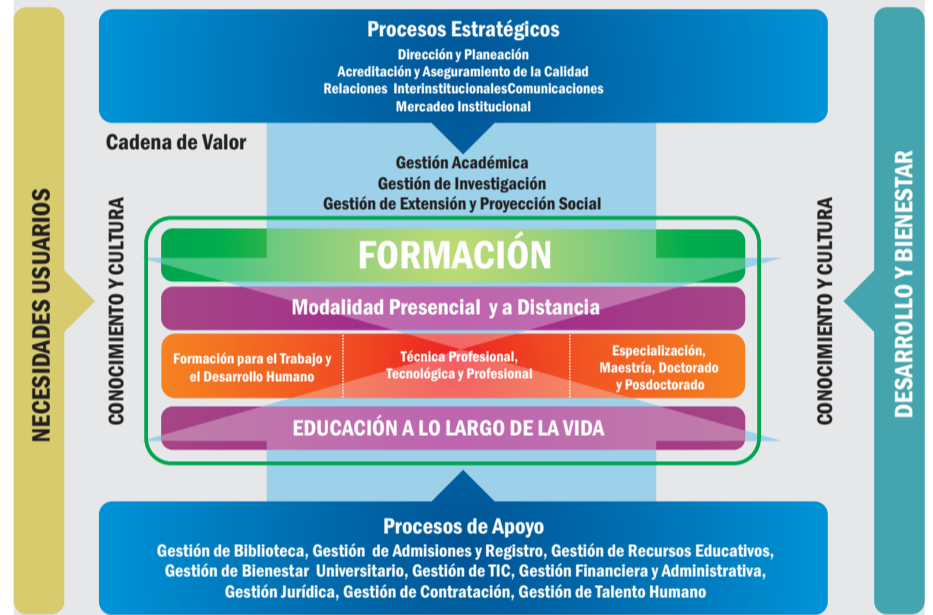 Procesos Estratégicos
Dirección y Planeación
Acreditación y Aseguramiento de la Calidad
Relaciones InterinstitucionalesComunicaciones
Mercadeo Institucional
Cadena de Valor
Gestión Académica
Gestión de Investigación
Gestión de Extensión y Proyección Social
NECESIDADES USUARIOS
CONOCIMIENTO Y CULTURA
FORMACIÓN
Modalidad Presencial y a Distancia
Formación para el Trabajo y
el Desarrollo Humano
Técnica Profesional,
Tecnológica y Profesional
Especialización,
Maestría, Doctorado
y Posdoctorado
EDUCACIÓN A LO LARGO DE LA VIDA
CONOCIMIENTO Y CULTURA
DESARROLLO Y BIENESTAR
Procesos de Apoyo
Gestión de Biblioteca, Gestión de Admisiones y Registro, Gestión de Recursos Educativos,
Gestión de Bienestar Universitario, Gestión de TIC, Gestión Financiera y Administrativa,
Gestión Jurídica, Gestión de Contratación, Gestión de Talento Humano